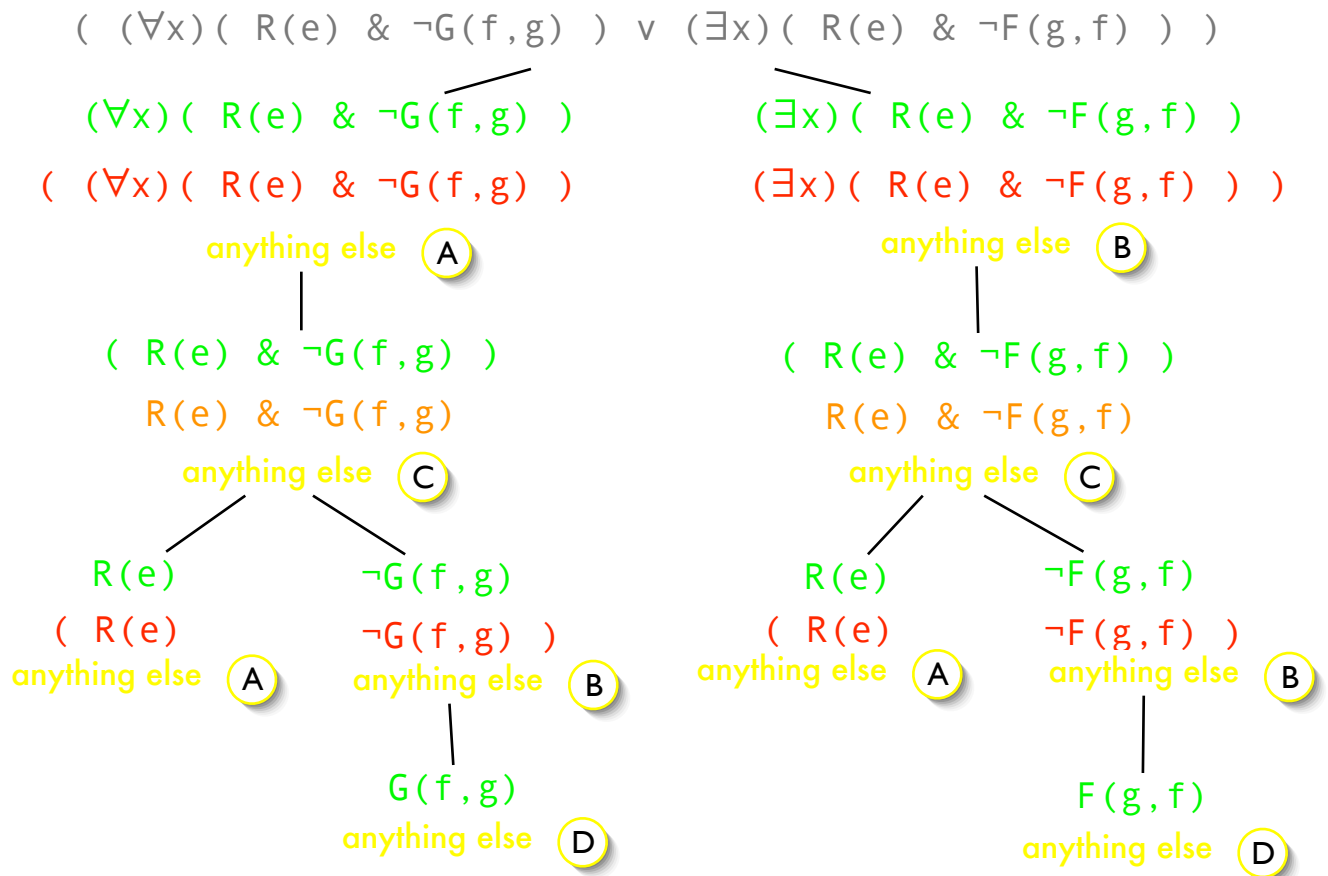 ( (∀x)( R(e) & ¬G(f,g) ) v (∃x)( R(e) & ¬F(g,f) ) )
(∀x)( R(e) & ¬G(f,g) ) (∃x)( R(e) & ¬F(g,f) )
( (∀x)( R(e) & ¬G(f,g) ) (∃x)( R(e) & ¬F(g,f) ) )
anything else A anything else B
( R(e) & ¬G(f,g) ) ( R(e) & ¬F(g,f) )
R(e) & ¬G(f,g) R(e) & ¬F(g,f)
anything else C anything else C
R(e) ¬G(f,g) R(e) ¬F(g,f)
( R(e) ¬G(f,g) ) ( R(e) ¬F(g,f) )
anything else A anything else B anything else A anything else B
G(f,g) F(g,f)
anything else D anything else D